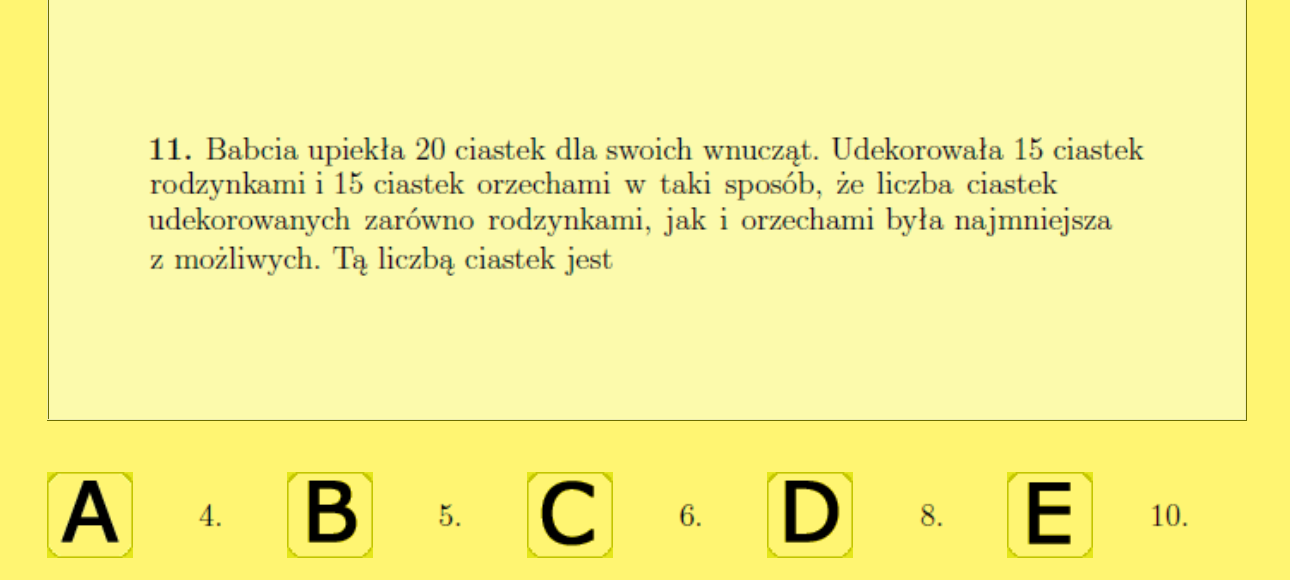 11. Babcia upiekła 20 ciastek dla swoich wnucząt. Udekorowała 15 ciastek
rodzynkami i 15 ciastek orzechami w taki sposób, że liczba ciastek
udekorowanych zarówno rodzynkami, jak i orzechami była najmniejsza
z możliwych. Tą liczbą ciastek jest
A 4. B 5. C 6. D 8. E 10.